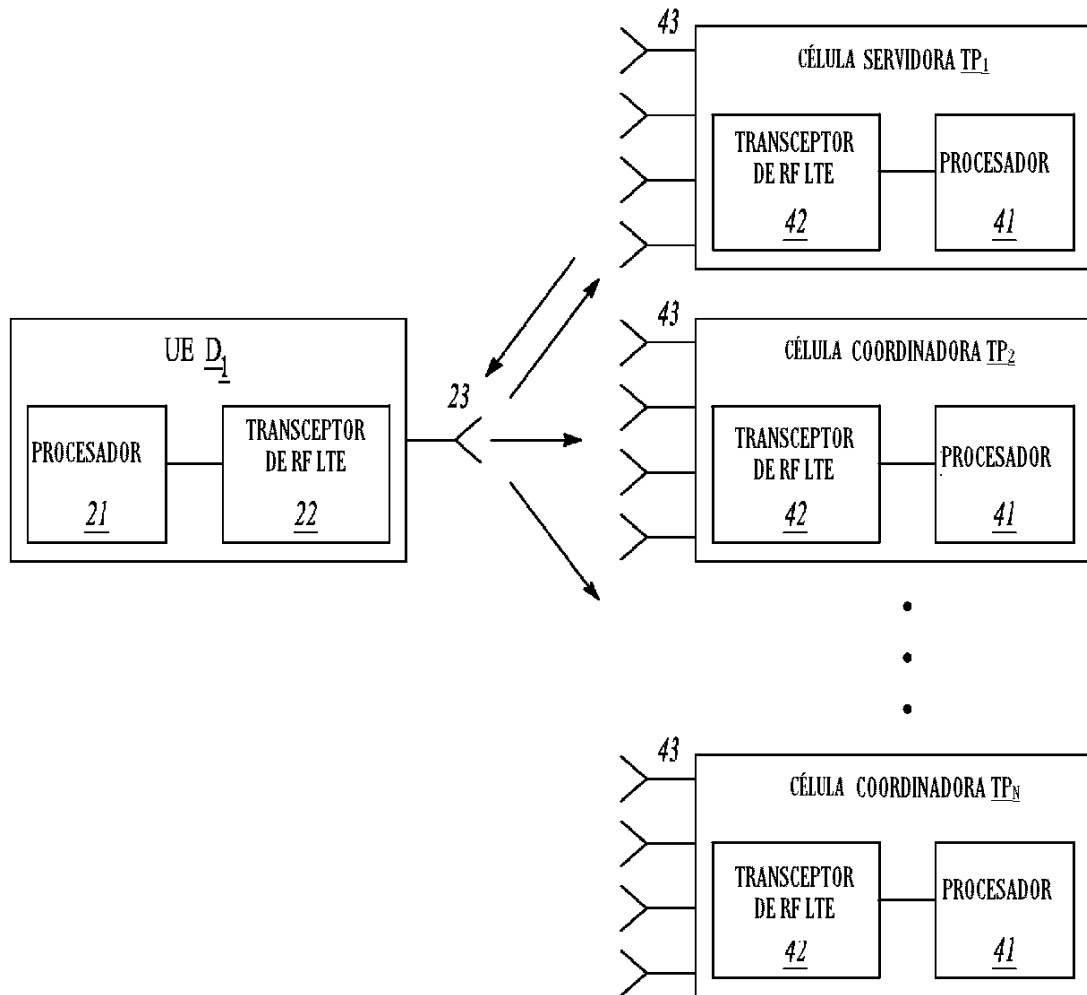 43
CÉLULA SERVIDORA TP₁
TRANSCEPTOR
DE RF LTE
42
PROCESADOR
41
UE D₁
PROCESADOR
21
TRANSCEPTOR
DE RF LTE
22
23
43
CÉLULA COORDINADORA TP₂
TRANSCEPTOR
DE RF LTE
42
PROCESADOR
41
43
CÉLULA COORDINADORA TPN
TRANSCEPTOR
DE RF LTE
42
PROCESADOR
41